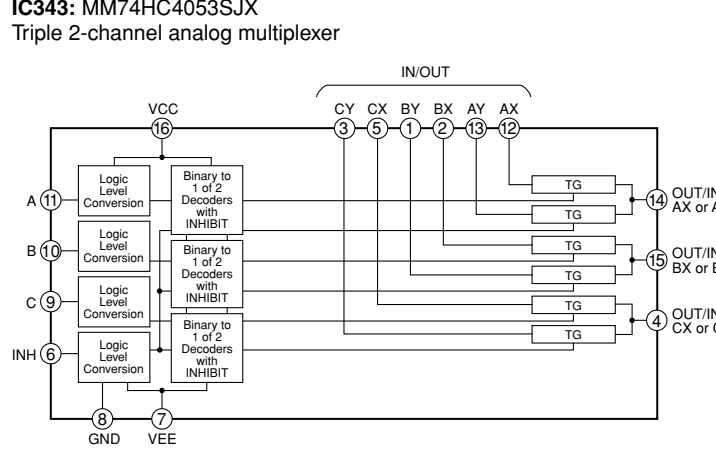 IC343: MM74HC4053SJX
Triple 2-channel analog multiplexer
IN/OUT
VCC CY CX BY BX AY AX
16 3 5 1 2 13 12
Logic
Level
Conversion
Binary to
1 of 2
Decoders
with
INHIBIT
TG
A 11
14 OUT/IN
AX or A
TG
B 10
Logic
Level
Conversion
Binary to
1 of 2
Decoders
with
INHIBIT
TG
15 OUT/IN
BX or B
TG
C 9
Logic
Level
Conversion
TG
4 OUT/IN
CX or C
Binary to
1 of 2
Decoders
with
INHIBIT
TG
INH 6
Logic
Level
Conversion
8 7
GND VEE